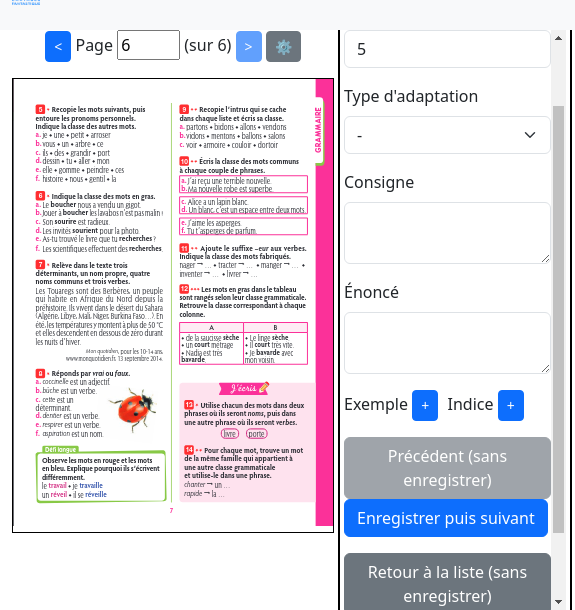 < Page 6 (sur 6) > ⚙️
GRAMMAIRE
5 * Recopie les mots suivants, puis
entoure les pronoms personnels.
Indique la classe des autres mots.
a. je • une • petit • arroser
b. vous • un • arbre • ce
c. ils • des • grandir • port
d. dessin • tu • aller • mon
e. elle • gomme • peindre • ces
f. histoire • nous • gentil • la
6 * Indique la classe des mots en gras.
a. Le boucher nous a vendu un gigot.
b. Jouer à boucher les lavabos n'est pas malin !
c. Son sourire est radieux.
d. Les invités sourient pour la photo.
e. As-tu trouvé le livre que tu recherches ?
f. Les scientifiques effectuent des recherches.
7 * Relève dans le texte trois
déterminants, un nom propre, quatre
noms communs et trois verbes.
Les Touaregs sont des Berbères, un peuple
qui habite en Afrique du Nord depuis la
préhistoire. Ils vivent dans le désert du Sahara
(Algérie, Libye, Mali, Niger, Burkina Faso…). En
été, les températures y montent à plus de 50 °C
et elles descendent en dessous de zéro durant
les nuits d'hiver.
Mon quotidien, pour les 10-14 ans,
www.monquotidien.fr, 13 septembre 2014.
8 * Réponds par vrai ou faux.
a. coccinelle est un adjectif.
b. bûche est un verbe.
c. cette est un
déterminant.
d. dentier est un verbe.
e. respirer est un verbe.
f. aspiration est un nom.
Défi langue
Observe les mots en rouge et les mots
en bleu. Explique pourquoi ils s'écrivent
différemment.
le travail • je travaille
un réveil • il se réveille
9 ** Recopie l'intrus qui se cache
dans chaque liste et écris sa classe.
a. partons • bidons • allons • vendons
b. vidons • mentons • ballons • salons
c. voir • armoire • couloir • dortoir
10 ** Écris la classe des mots communs
à chaque couple de phrases.
a. J'ai reçu une terrible nouvelle.
b. Ma nouvelle robe est superbe.
c. Alice a un lapin blanc.
d. Un blanc, c'est un espace entre deux mots.
e. J'aime les asperges.
f. Tu t'asperges de parfum.
11 ** Ajoute le suffixe –eur aux verbes.
Indique la classe des mots fabriqués.
nager → … • tracter → … • manger → … •
inventer → … • livrer → …
12 *** Les mots en gras dans le tableau
sont rangés selon leur classe grammaticale.
Retrouve la classe correspondant à chaque
colonne.
A B
• de la saucisse sèche • Le linge sèche
• un court métrage • Il court très vite.
• Nadia est très • Je bavarde avec
bavarde. mon voisin.
J'écris
13 * Utilise chacun des mots dans deux
phrases où ils seront noms, puis dans
une autre phrase où ils seront verbes.
livre porte
14 ** Pour chaque mot, trouve un mot
de la même famille qui appartient à
une autre classe grammaticale
et utilise-le dans une phrase.
chanter → un …
rapide → la …
7
5
Type d'adaptation
-
Consigne
Énoncé
Exemple + Indice +
Précédent (sans
enregistrer)
Enregistrer puis suivant
Retour à la liste (sans
enregistrer)